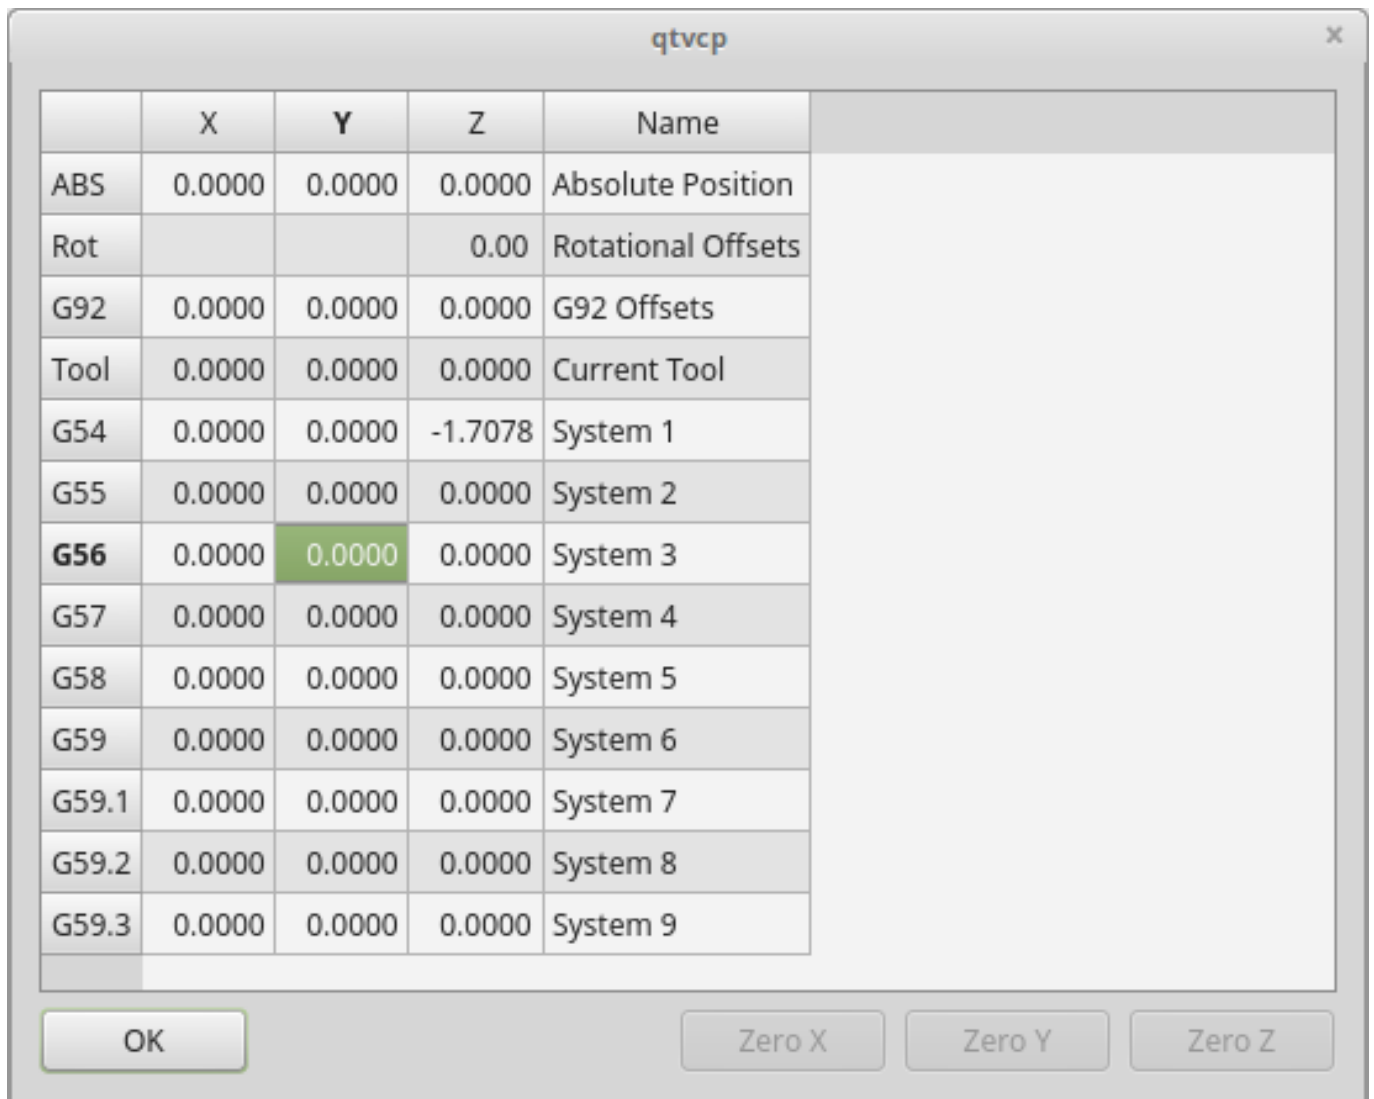 qtvcp ×
X Y Z Name
ABS 0.0000 0.0000 0.0000 Absolute Position
Rot 0.00 Rotational Offsets
G92 0.0000 0.0000 0.0000 G92 Offsets
Tool 0.0000 0.0000 0.0000 Current Tool
G54 0.0000 0.0000 -1.7078 System 1
G55 0.0000 0.0000 0.0000 System 2
G56 0.0000 0.0000 0.0000 System 3
G57 0.0000 0.0000 0.0000 System 4
G58 0.0000 0.0000 0.0000 System 5
G59 0.0000 0.0000 0.0000 System 6
G59.1 0.0000 0.0000 0.0000 System 7
G59.2 0.0000 0.0000 0.0000 System 8
G59.3 0.0000 0.0000 0.0000 System 9
OK Zero X Zero Y Zero Z